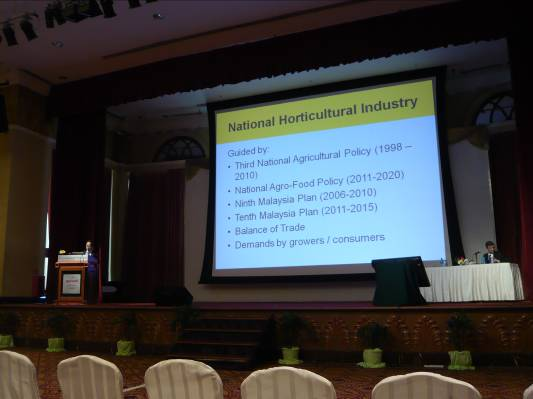 National Horticultural Industry
Guided by:
• Third National Agricultural Policy (1998 –
2010)
• National Agro-Food Policy (2011-2020)
• Ninth Malaysia Plan (2006-2010)
• Tenth Malaysia Plan (2011-2015)
• Balance of Trade
• Demands by growers / consumers